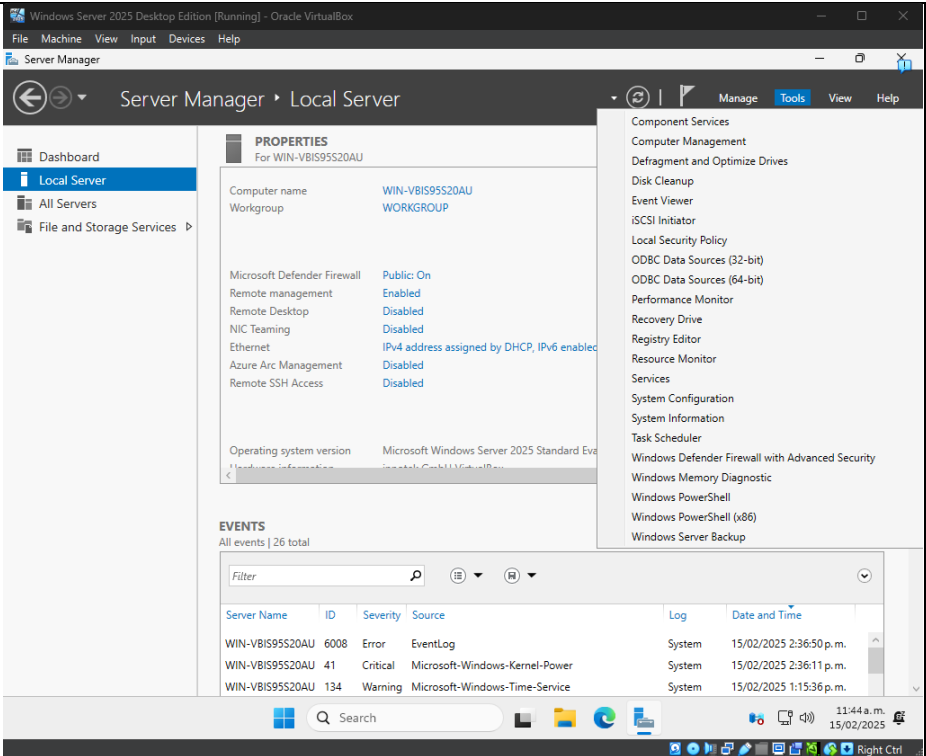 Windows Server 2025 Desktop Edition [Running] - Oracle VirtualBox
File Machine View Input Devices Help
Server Manager
Server Manager ‣ Local Server
Manage Tools View Help
Dashboard
Local Server
All Servers
File and Storage Services
PROPERTIES
For WIN-VBIS95S20AU
Computer name WIN-VBIS95S20AU
Workgroup WORKGROUP
Microsoft Defender Firewall Public: On
Remote management Enabled
Remote Desktop Disabled
NIC Teaming Disabled
Ethernet IPv4 address assigned by DHCP, IPv6 enabled
Azure Arc Management Disabled
Remote SSH Access Disabled
Operating system version Microsoft Windows Server 2025 Standard Eva
Hardware information innotek GmbH VirtualBox
Component Services
Computer Management
Defragment and Optimize Drives
Disk Cleanup
Event Viewer
iSCSI Initiator
Local Security Policy
ODBC Data Sources (32-bit)
ODBC Data Sources (64-bit)
Performance Monitor
Recovery Drive
Registry Editor
Resource Monitor
Services
System Configuration
System Information
Task Scheduler
Windows Defender Firewall with Advanced Security
Windows Memory Diagnostic
Windows PowerShell
Windows PowerShell (x86)
Windows Server Backup
EVENTS
All events | 26 total
Filter
Server Name ID Severity Source Log Date and Time
WIN-VBIS95S20AU 6008 Error EventLog System 15/02/2025 2:36:50 p. m.
WIN-VBIS95S20AU 41 Critical Microsoft-Windows-Kernel-Power System 15/02/2025 2:36:11 p. m.
WIN-VBIS95S20AU 134 Warning Microsoft-Windows-Time-Service System 15/02/2025 1:15:36 p. m.
Search
11:44 a. m.
15/02/2025
Right Ctrl